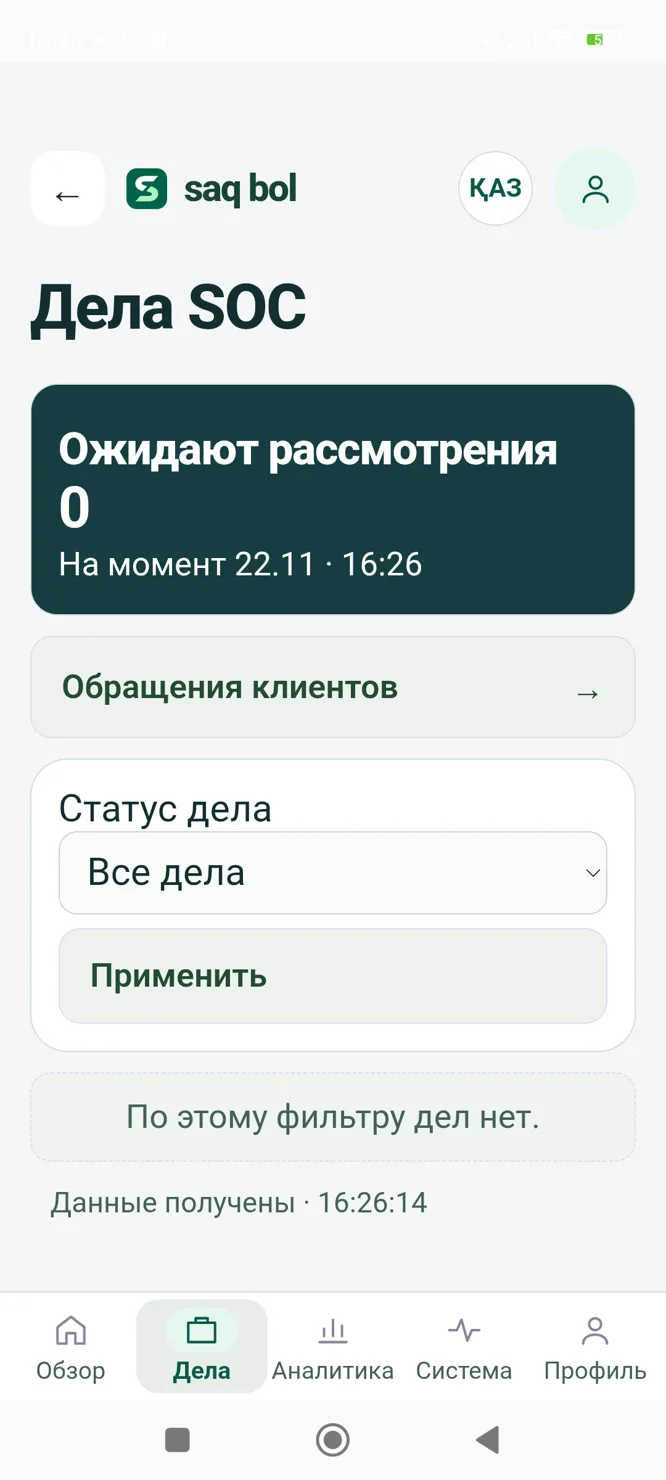 5
←
saq bol
ҚАЗ
Дела SOC
Ожидают рассмотрения
0
На момент 22.11 · 16:26
Обращения клиентов →
Статус дела
Все дела
Применить
По этому фильтру дел нет.
Данные получены · 16:26:14
Обзор
Дела
Аналитика
Система
Профиль